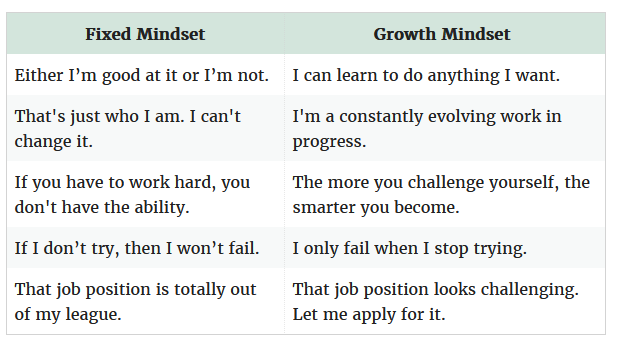 Fixed Mindset
Growth Mindset
Either I’m good at it or I’m not.
I can learn to do anything I want.
That's just who I am. I can't
change it.
I'm a constantly evolving work in
progress.
If you have to work hard, you
don't have the ability.
The more you challenge yourself, the
smarter you become.
If I don’t try, then I won’t fail.
I only fail when I stop trying.
That job position is totally out
of my league.
That job position looks challenging.
Let me apply for it.